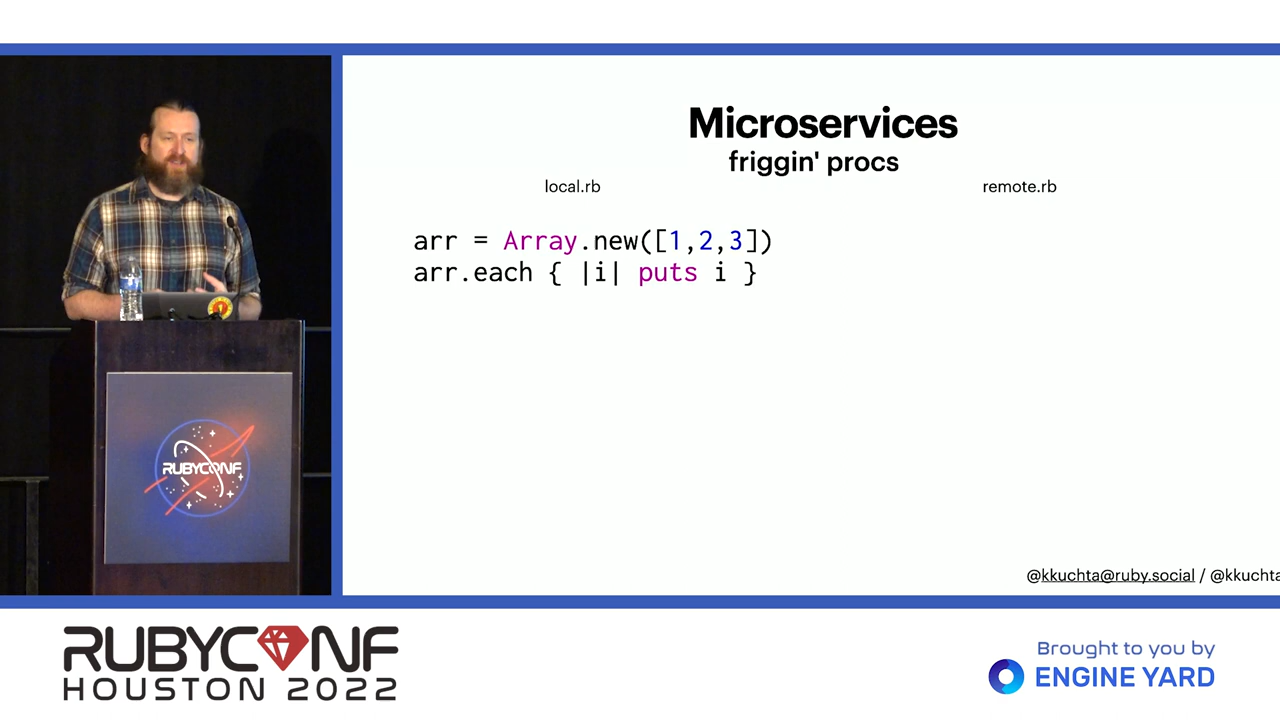 Microservices
friggin' procs
local.rb
remote.rb
arr = Array.new([1,2,3])
arr.each { |i| puts i }
@kkuchta@ruby.social / @kkuchta
RUBYCONF
RUBYCONF
HOUSTON 2022
Brought to you by
ENGINE YARD